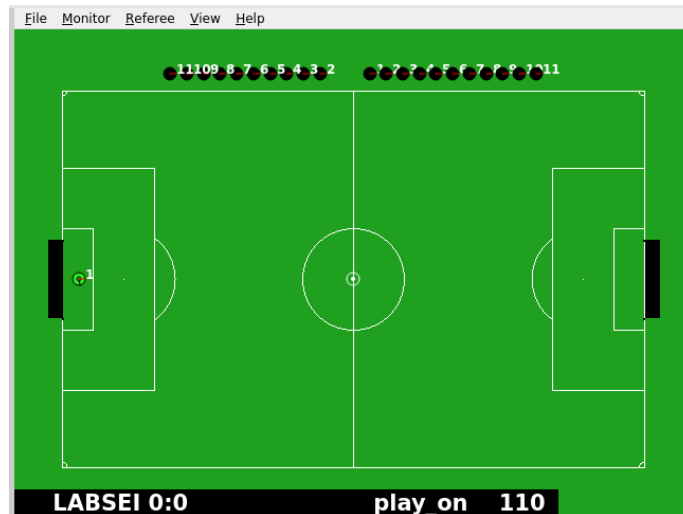 File Monitor Referee View Help
11 10 9 8 7 6 5 4 3 2 1 2 3 4 5 6 7 8 9 10 11
1
LABSEI 0:0 play_on 110